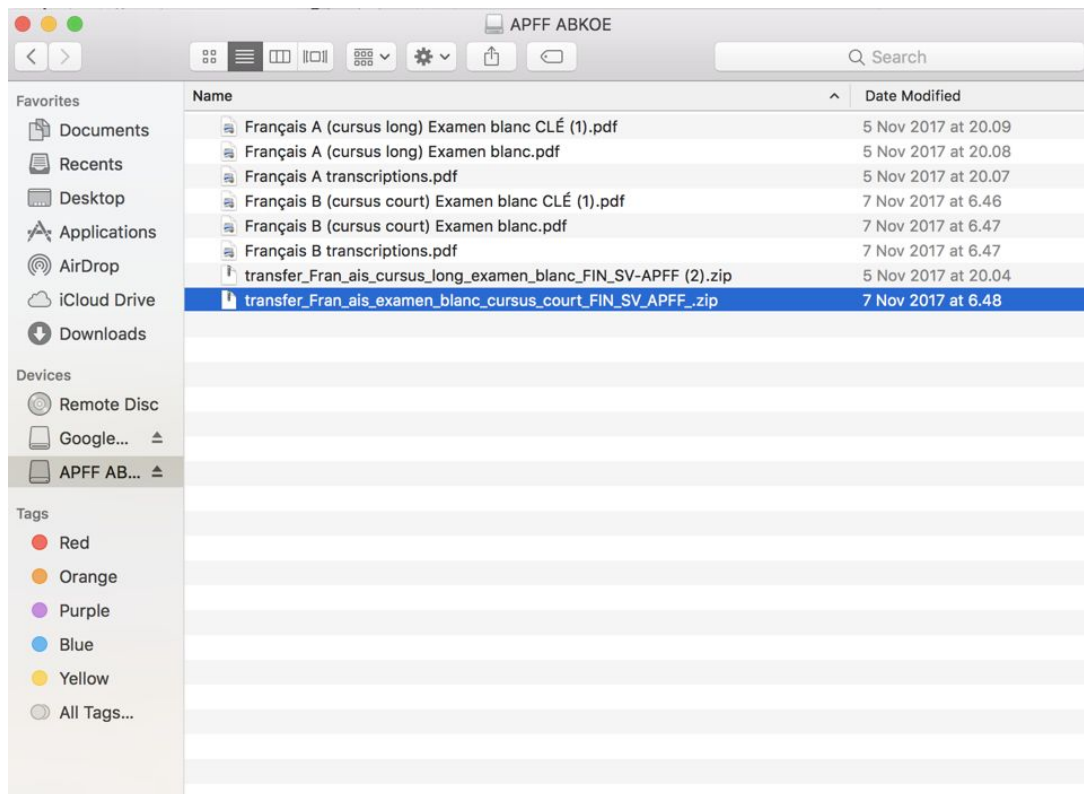 APFF ABKOE
Search
Favorites
Documents
Recents
Desktop
Applications
AirDrop
iCloud Drive
Downloads
Devices
Remote Disc
Google...
APFF AB...
Tags
Red
Orange
Purple
Blue
Yellow
All Tags...
Name Date Modified
Français A (cursus long) Examen blanc CLÉ (1).pdf 5 Nov 2017 at 20.09
Français A (cursus long) Examen blanc.pdf 5 Nov 2017 at 20.08
Français A transcriptions.pdf 5 Nov 2017 at 20.07
Français B (cursus court) Examen blanc CLÉ (1).pdf 7 Nov 2017 at 6.46
Français B (cursus court) Examen blanc.pdf 7 Nov 2017 at 6.47
Français B transcriptions.pdf 7 Nov 2017 at 6.47
transfer_Fran_ais_cursus_long_examen_blanc_FIN_SV-APFF (2).zip 5 Nov 2017 at 20.04
transfer_Fran_ais_examen_blanc_cursus_court_FIN_SV_APFF_.zip 7 Nov 2017 at 6.48